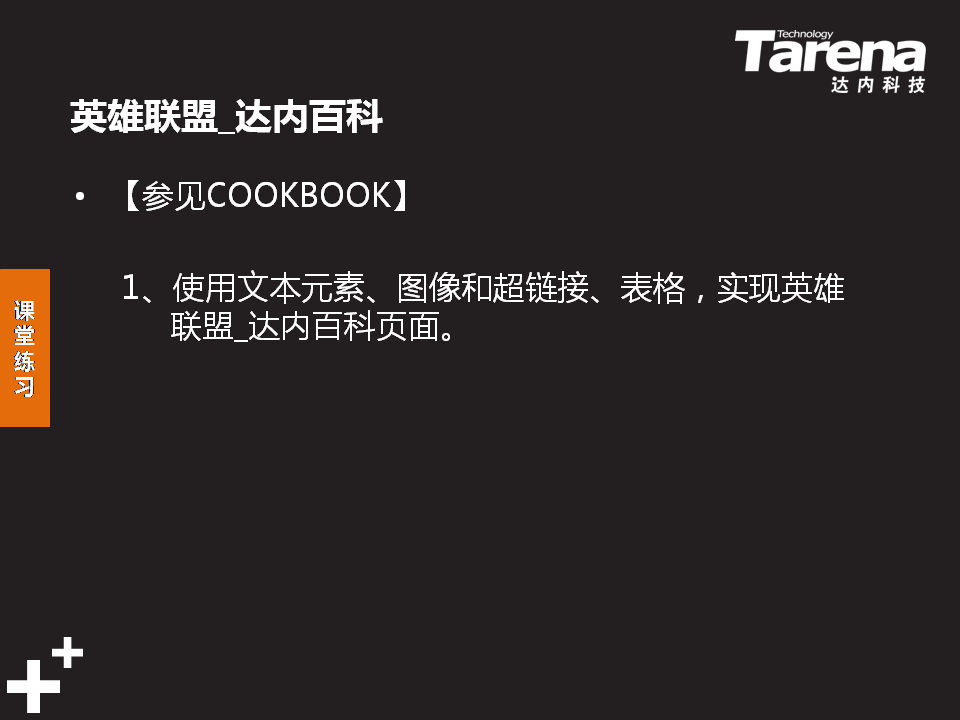 Technology
Tarena
达内科技
英雄联盟_达内百科
• 【参见COOKBOOK】
1、使用文本元素、图像和超链接、表格，实现英雄
联盟_达内百科页面。
课
堂
练
习